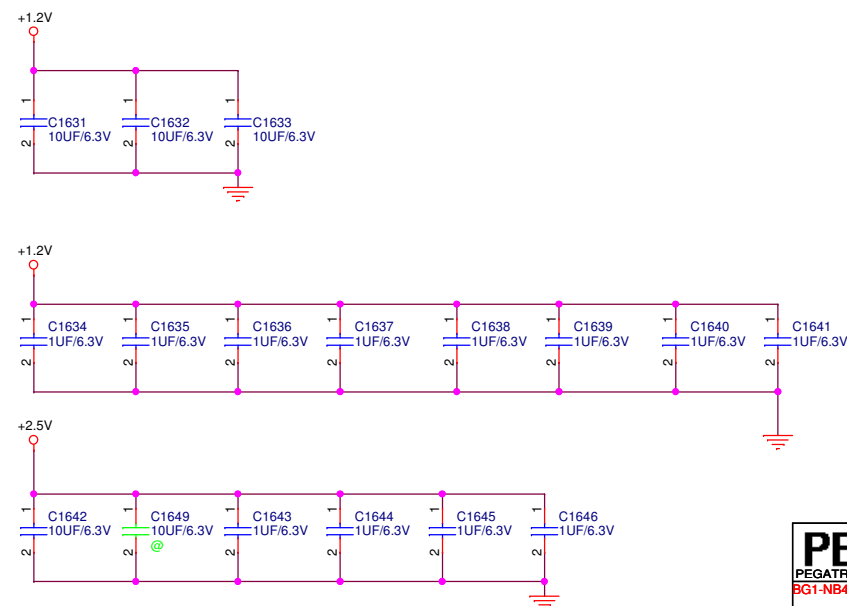 +1.2V
1 1 1
C1631 C1632 C1633
10UF/6.3V 10UF/6.3V 10UF/6.3V
2 2 2
+1.2V
1 1 1 1 1 1 1 1
C1634 C1635 C1636 C1637 C1638 C1639 C1640 C1641
1UF/6.3V 1UF/6.3V 1UF/6.3V 1UF/6.3V 1UF/6.3V 1UF/6.3V 1UF/6.3V 1UF/6.3V
2 2 2 2 2 2 2 2
+2.5V
1 1 1 1 1 1
C1642 C1649 C1643 C1644 C1645 C1646
10UF/6.3V 10UF/6.3V 1UF/6.3V 1UF/6.3V 1UF/6.3V 1UF/6.3V
2 2 @ 2 2 2 2
PE
PEGATR
BG1-NB4